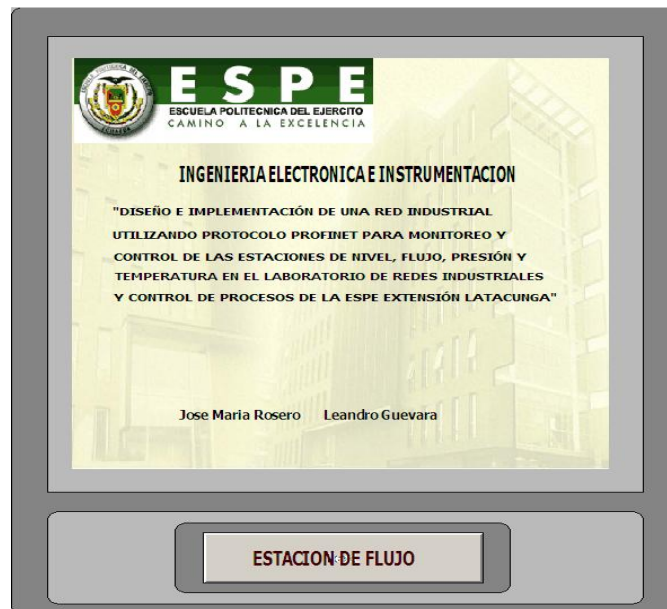 ESPE
ESCUELA POLITECNICA DEL EJERCITO
CAMINO A LA EXCELENCIA
INGENIERIA ELECTRONICA E INSTRUMENTACION
"DISEÑO E IMPLEMENTACIÓN DE UNA RED INDUSTRIAL
UTILIZANDO PROTOCOLO PROFINET PARA MONITOREO Y
CONTROL DE LAS ESTACIONES DE NIVEL, FLUJO, PRESIÓN Y
TEMPERATURA EN EL LABORATORIO DE REDES INDUSTRIALES
Y CONTROL DE PROCESOS DE LA ESPE EXTENSIÓN LATACUNGA"
Jose Maria Rosero Leandro Guevara
ESTACION DE FLUJO